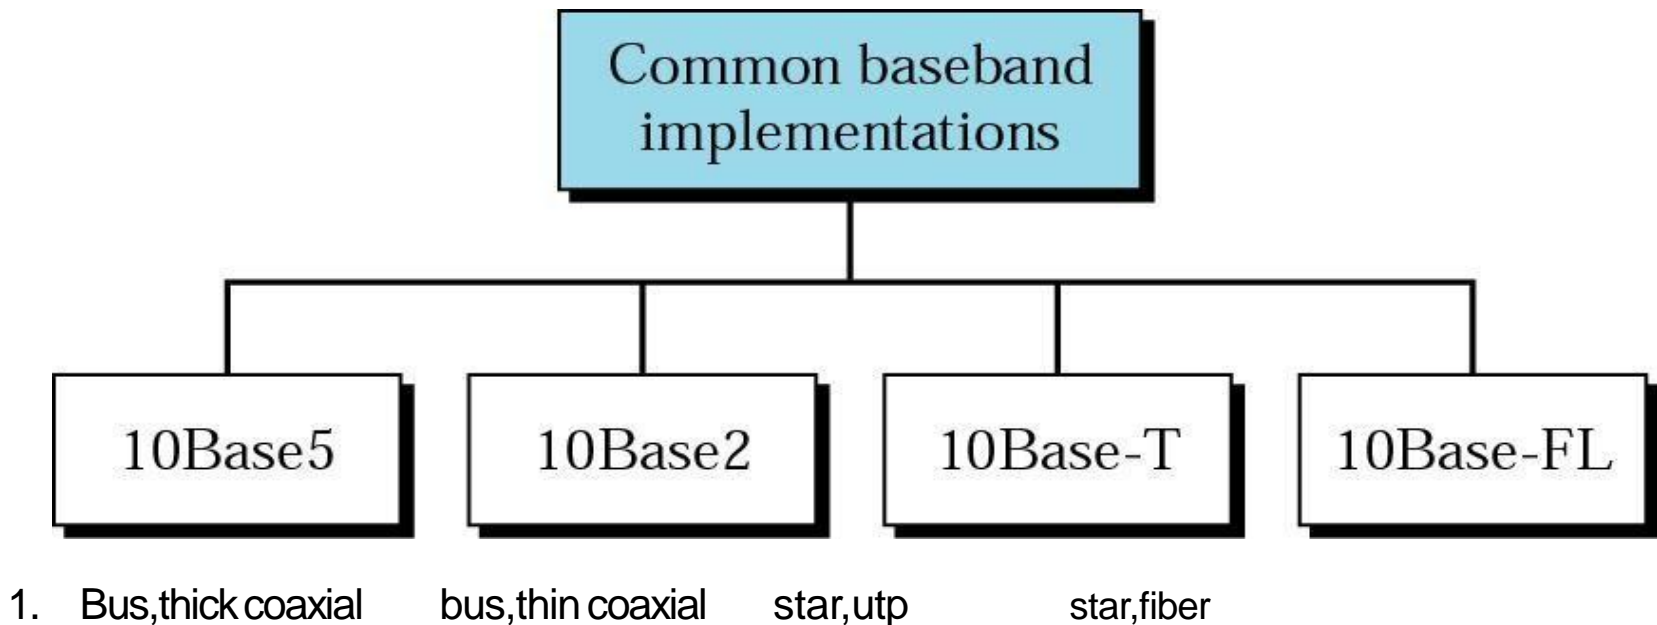 Common baseband
implementations
10Base5 10Base2 10Base-T 10Base-FL
1. Bus,thick coaxial bus,thin coaxial star,utp star,fiber